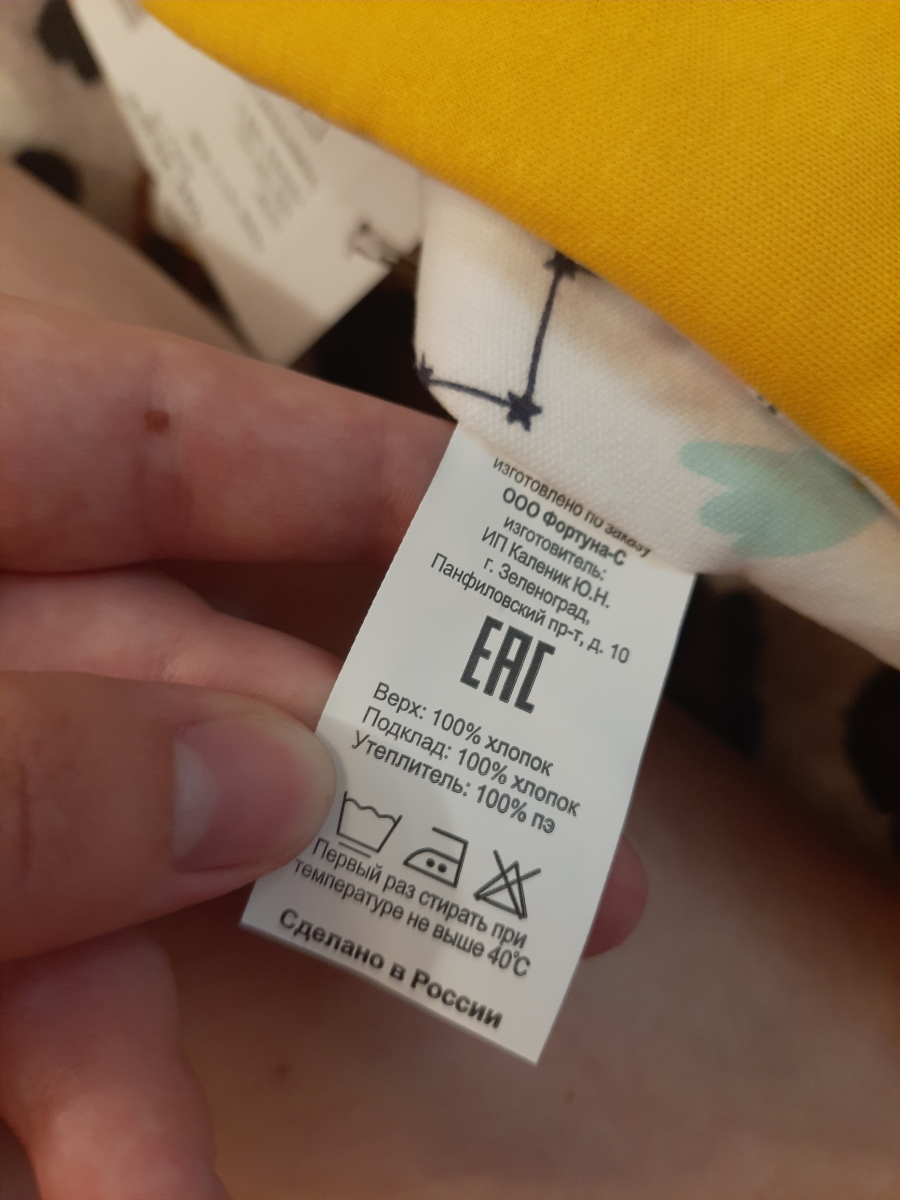 изготовлено по заказу
ООО Фортуна-С
изготовитель:
ИП Каленик Ю.Н.
г. Зеленоград,
Панфиловский пр-т, д. 10
ЕАС
Верх: 100% хлопок
Подклад: 100% хлопок
Утеплитель: 100% пэ
Первый раз стирать при
температуре не выше 40°С
Сделано в России